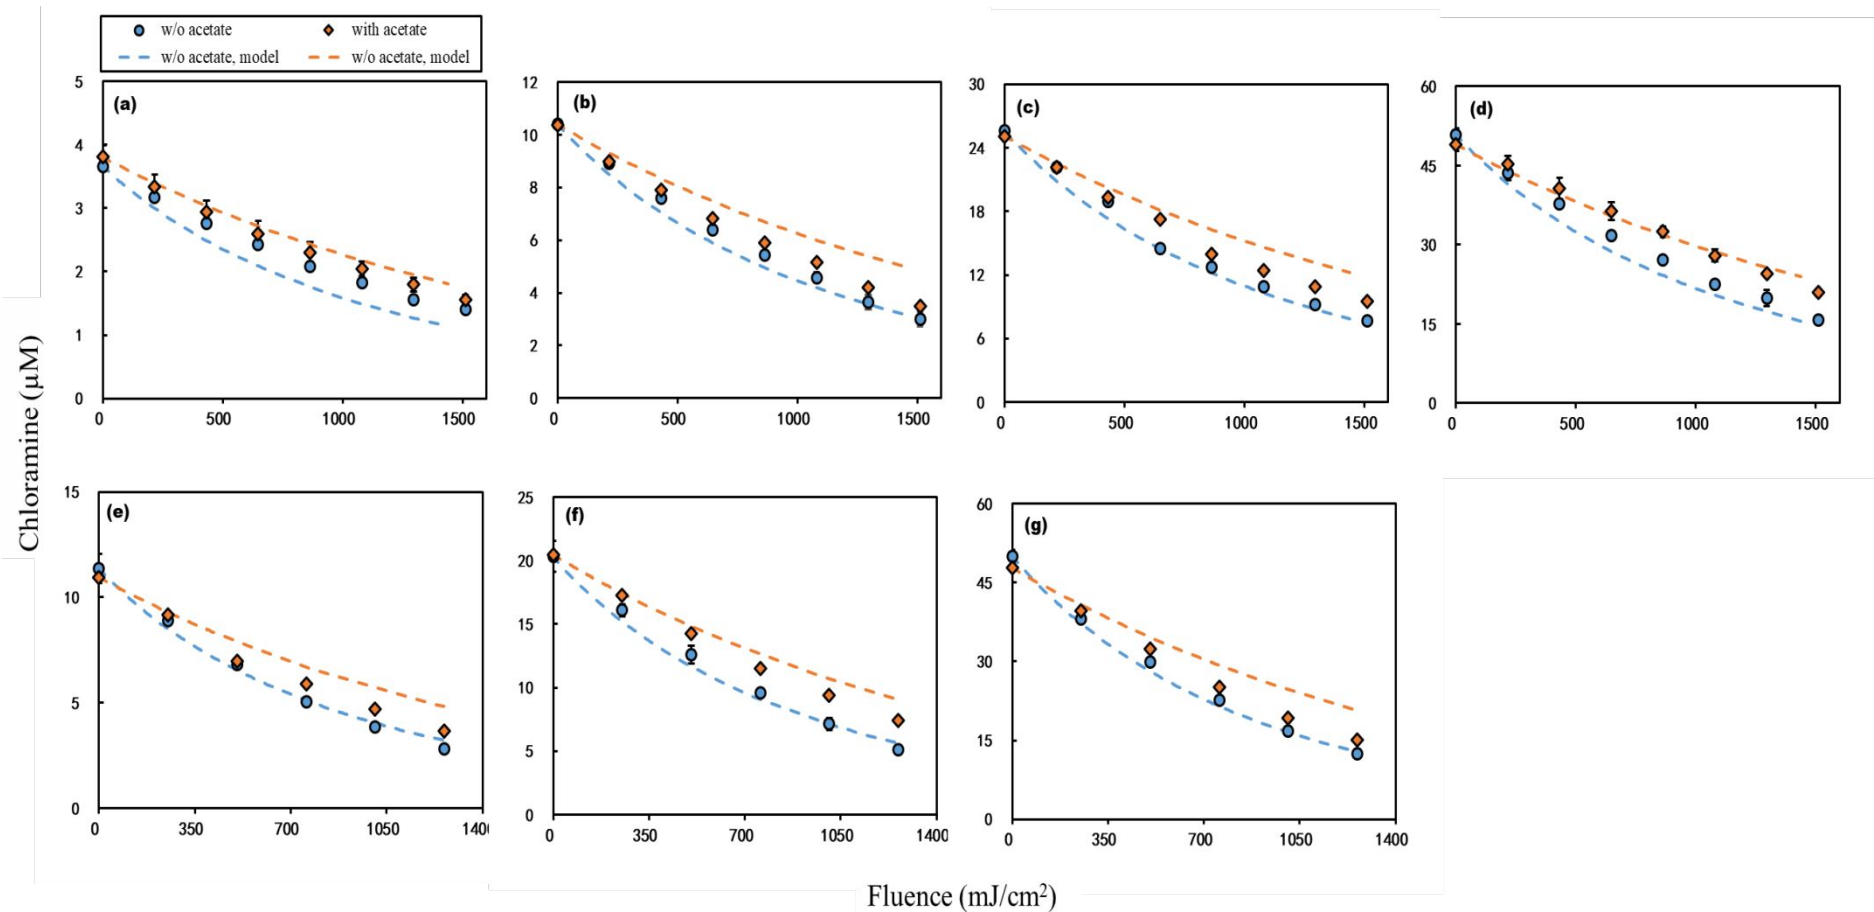 w/o acetate with acetate
w/o acetate, model w/o acetate, model
Chloramine (μM)
(a)
5
4
3
2
1
0
0 500 1000 1500
(b)
12
10
8
6
4
2
0
0 500 1000 1500
(c)
30
24
18
12
6
0
0 500 1000 1500
(d)
60
45
30
15
0
0 500 1000 1500
(e)
15
10
5
0
0 350 700 1050 1400
(f)
25
20
15
10
5
0
0 350 700 1050 1400
(g)
60
45
30
15
0
0 350 700 1050 1400
Fluence (mJ/cm²)